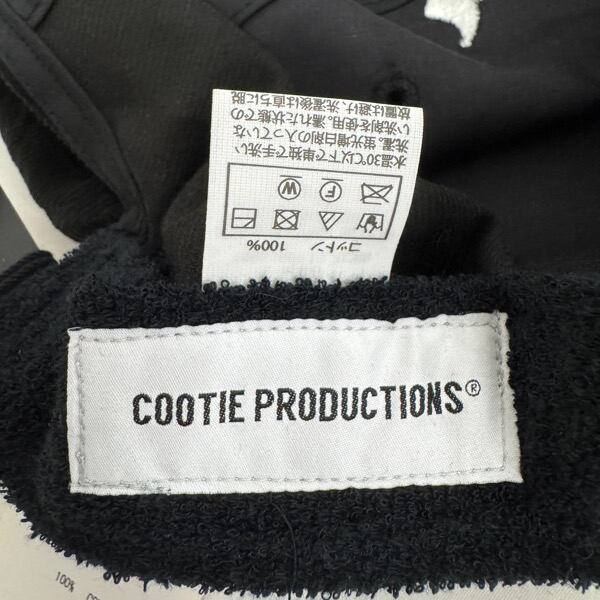 コットン 100%
W F
水温30℃以下で単独で手洗い
洗濯。蛍光増白剤の入っていな
い洗剤を使用。濡れた状態での
放置は避け、洗濯後は直ちに脱
COOTIE PRODUCTIONS®
100%